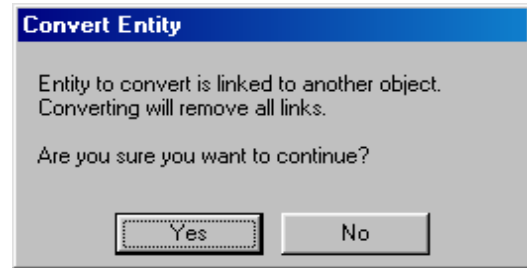 Convert Entity
Entity to convert is linked to another object.
Converting will remove all links.
Are you sure you want to continue?
Yes
No